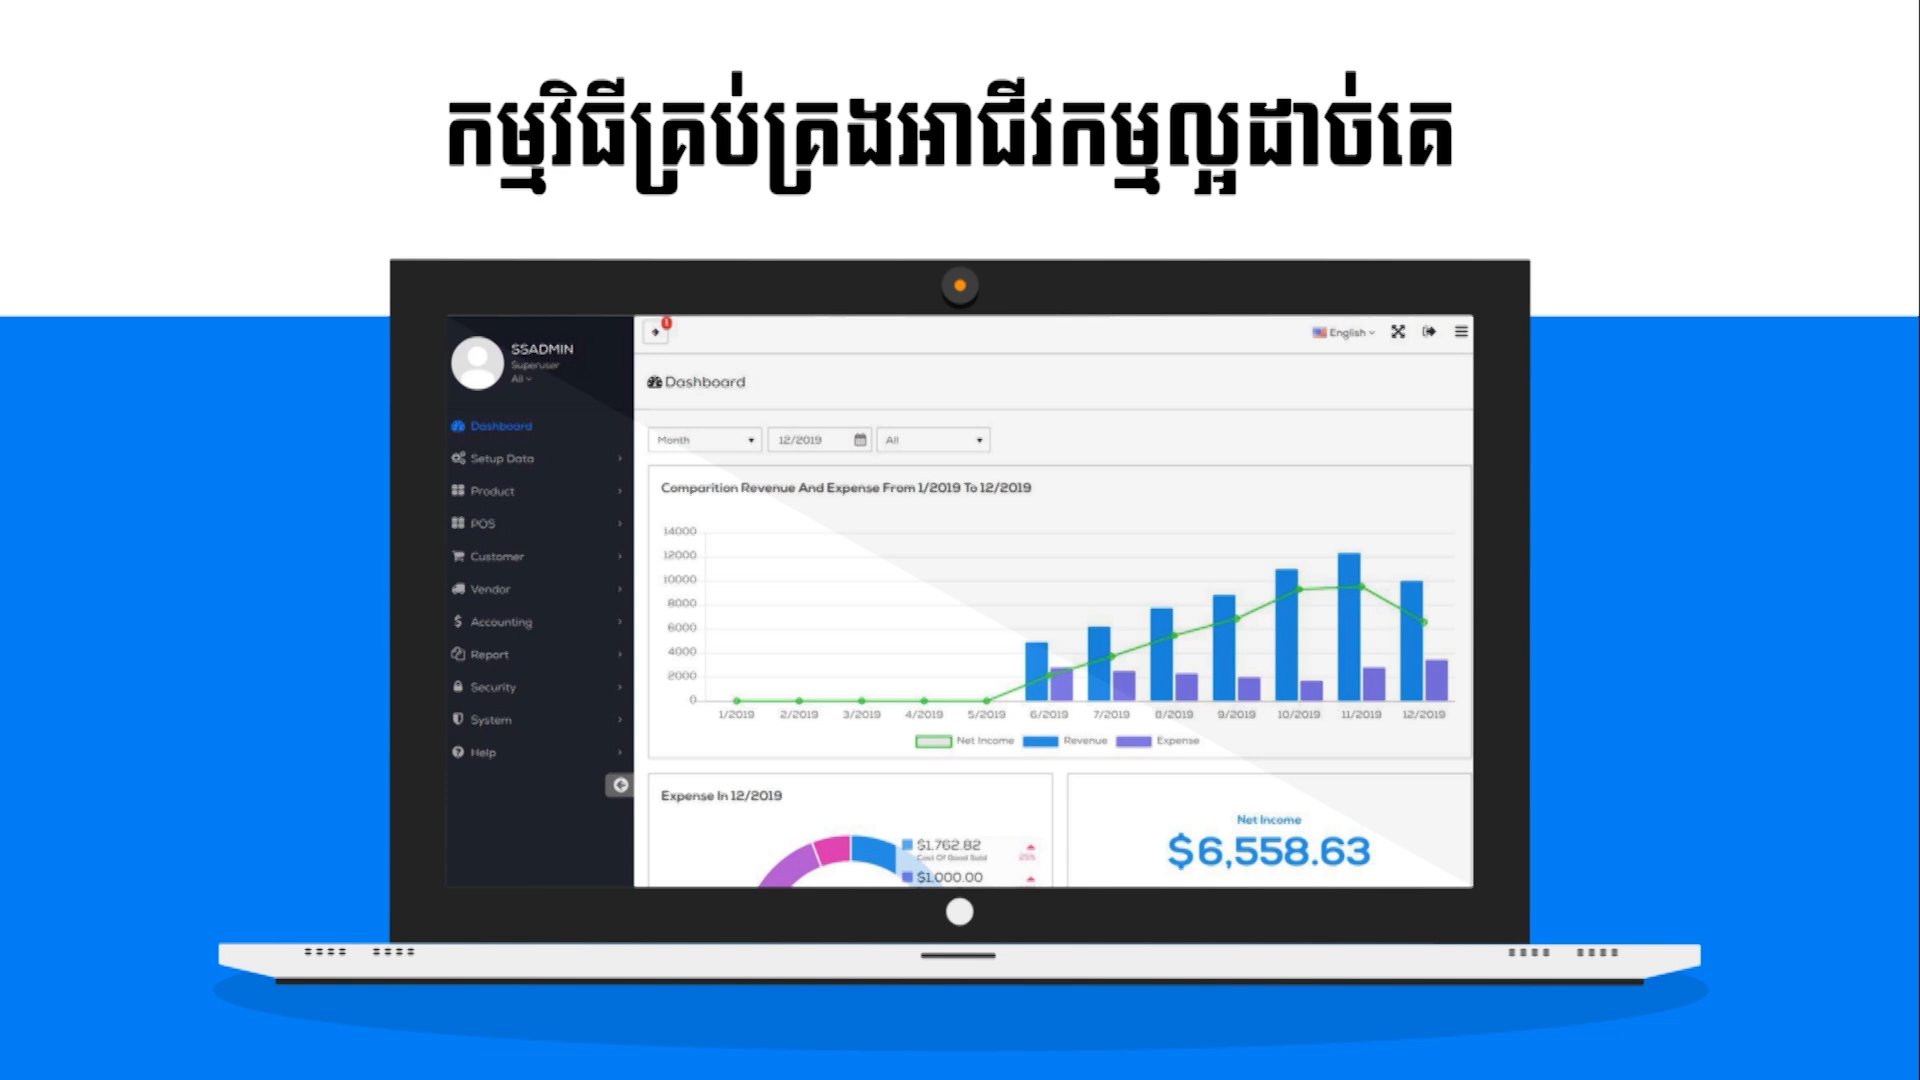 កម្មវិធីគ្រប់គ្រងអាជីវកម្មល្អដាច់គេ
SSADMIN
Superuser
All
Dashboard
Setup Data
Product
POS
Customer
Vendor
Accounting
Report
Security
System
Help
1
English
Dashboard
Month
12/2019
All
Comparition Revenue And Expense From 1/2019 To 12/2019
14000
12000
10000
8000
6000
4000
2000
0
1/2019 2/2019 3/2019 4/2019 5/2019 6/2019 7/2019 8/2019 9/2019 10/2019 11/2019 12/2019
Net Income Revenue Expense
Expense In 12/2019
$1,762.82
Cost Of Good Sold
25%
$1,000.00
Net Income
$6,558.63